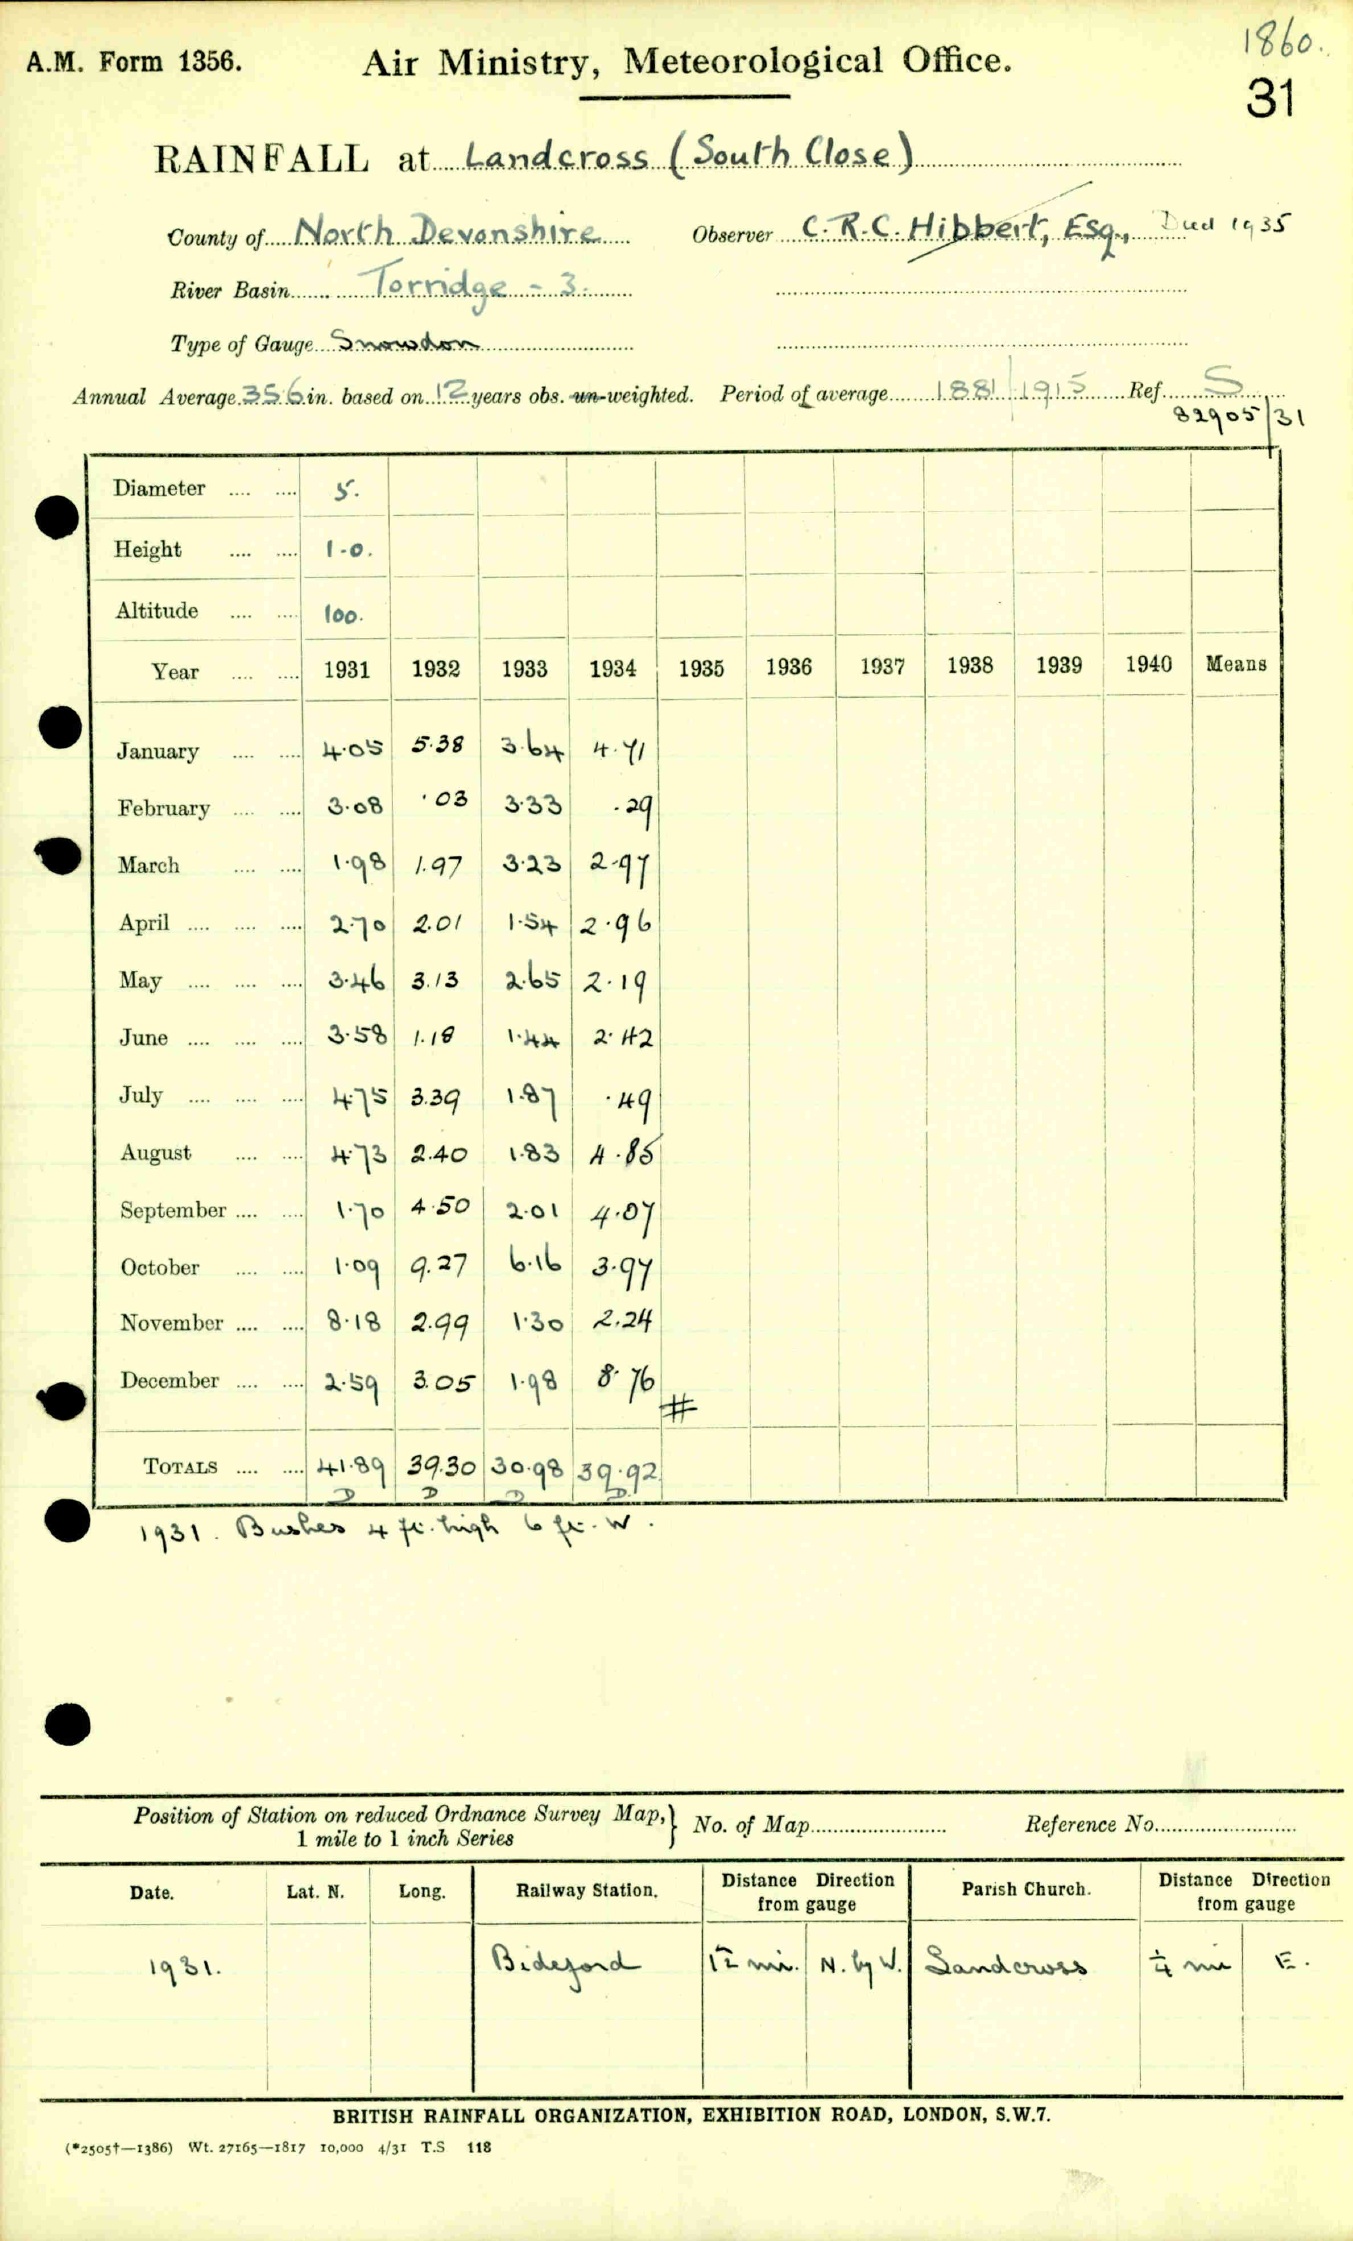 1860.
A.M. Form 1356. Air Ministry, Meteorological Office.
31
RAINFALL at Landcross (South Close)
County of North Devonshire Observer C. R. C. Hibbert, Esq., Died 1935
River Basin Torridge - 3.
Type of Gauge Snowdon
Annual Average 35.6 in. based on 12 years obs. un-weighted. Period of average 1881/1915 Ref. S
82905/31
Diameter .... .... 5.
Height .... .... 1-0.
Altitude .... .... 100.
Year .... .... 1931 1932 1933 1934 1935 1936 1937 1938 1939 1940 Means
January .... .... 4.05 5.38 3.64 4.71
February .... .... 3.08 .03 3.33 .29
March .... .... 1.98 1.97 3.23 2.97
April .... .... .... 2.70 2.01 1.54 2.96
May .... .... .... 3.46 3.13 2.65 2.19
June .... .... .... 3.58 1.18 1.44 2.42
July .... .... .... 4.75 3.39 1.87 .49
August .... .... 4.73 2.40 1.83 4.85
September .... .... 1.70 4.50 2.01 4.07
October .... .... 1.09 9.27 6.16 3.97
November .... .... 8.18 2.99 1.30 2.24
December .... .... 2.59 3.05 1.98 8.76
#
TOTALS .... .... 41.89 39.30 30.98 39.92
D D D D
1931. Bushes 4 ft. high 6 ft. W.
Position of Station on reduced Ordnance Survey Map, } No. of Map Reference No.
1 mile to 1 inch Series
Date. Lat. N. Long. Railway Station. Distance Direction from gauge Parish Church. Distance Direction from gauge
1931. Bideford 1½ mi. N. by W. Landcross ¼ mi E.
BRITISH RAINFALL ORGANIZATION, EXHIBITION ROAD, LONDON, S.W.7.
(*2505†—1386) Wt. 27165—1817 10,000 4/31 T.S 118